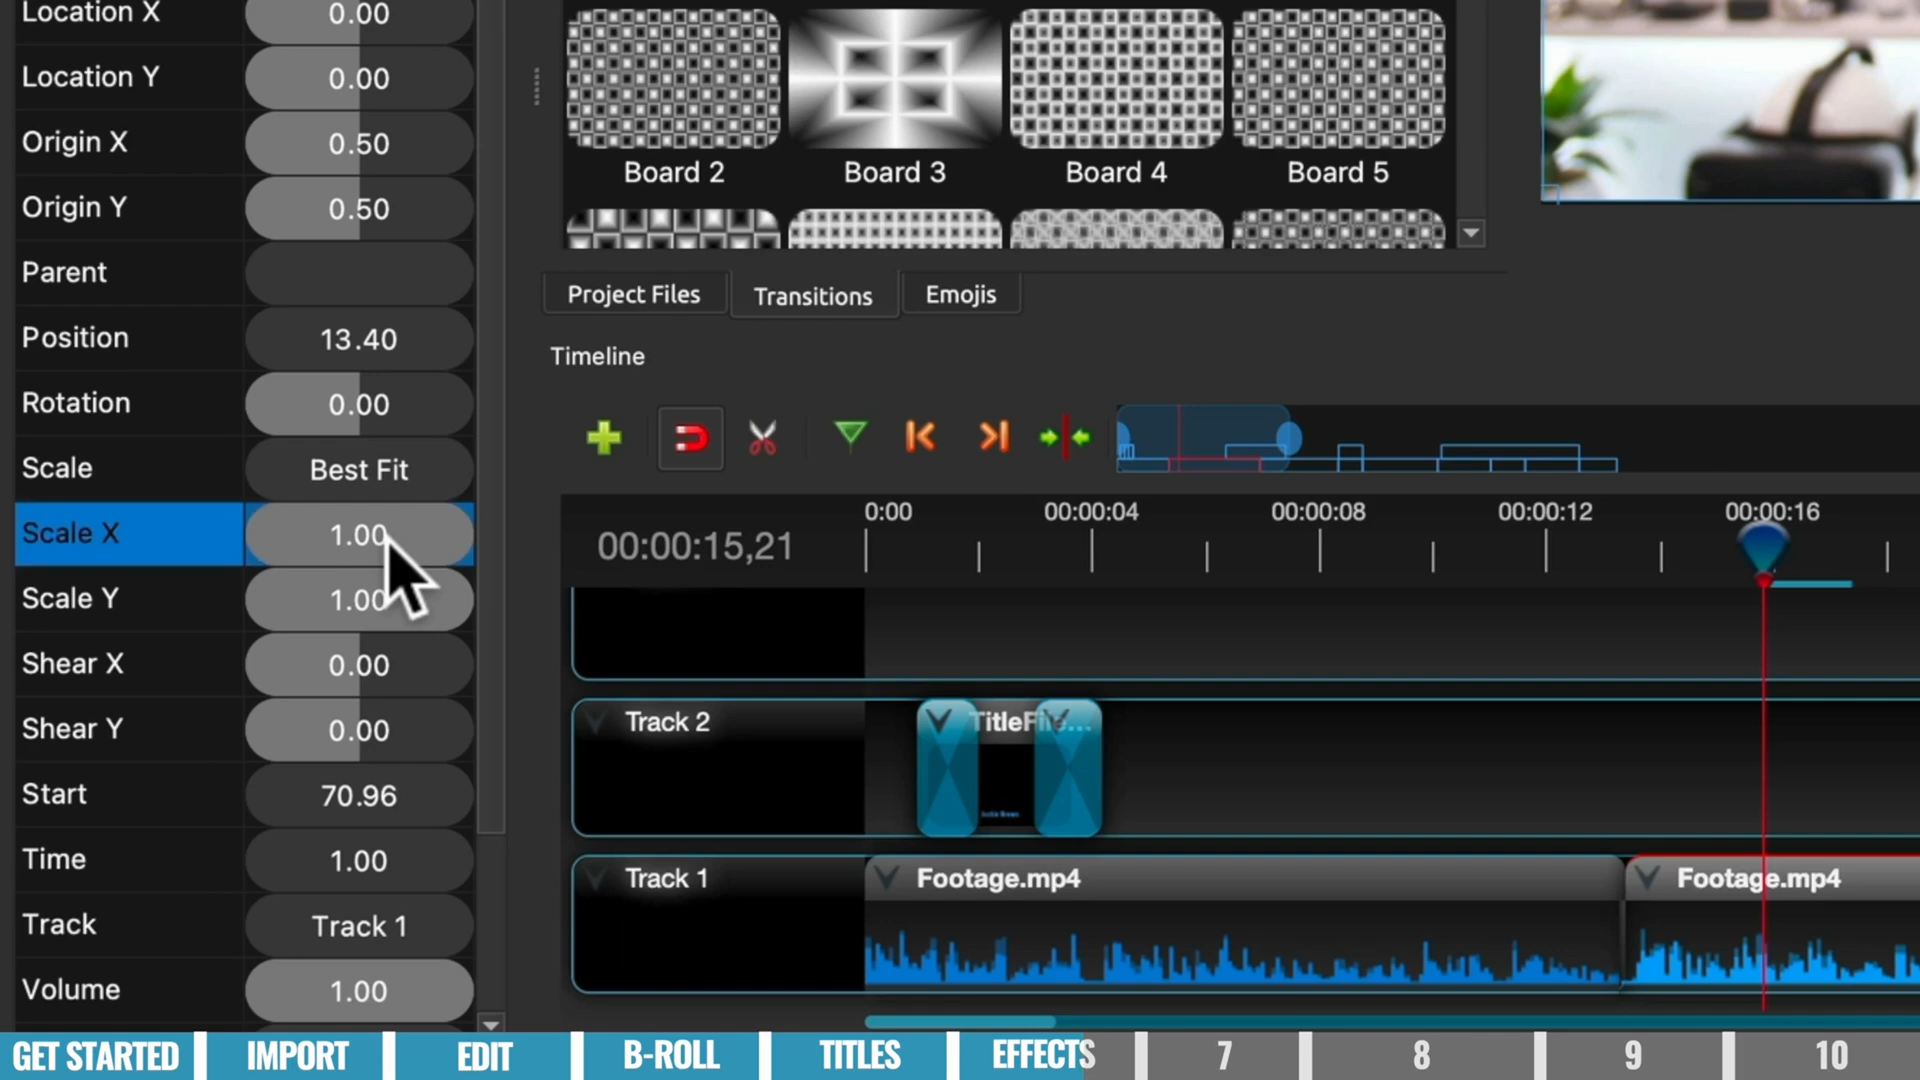 Location X 0.00
Location Y 0.00
Origin X 0.50
Origin Y 0.50
Parent
Position 13.40
Rotation 0.00
Scale Best Fit
Scale X 1.00
Scale Y 1.00
Shear X 0.00
Shear Y 0.00
Start 70.96
Time 1.00
Track Track 1
Volume 1.00
Board 2 Board 3 Board 4 Board 5
Project Files Transitions Emojis
Timeline
0:00 00:00:04 00:00:08 00:00:12 00:00:16
00:00:15,21
Track 2 TitleFile...
Track 1 Footage.mp4 Footage.mp4
GET STARTED IMPORT EDIT B-ROLL TITLES EFFECTS 7 8 9 10